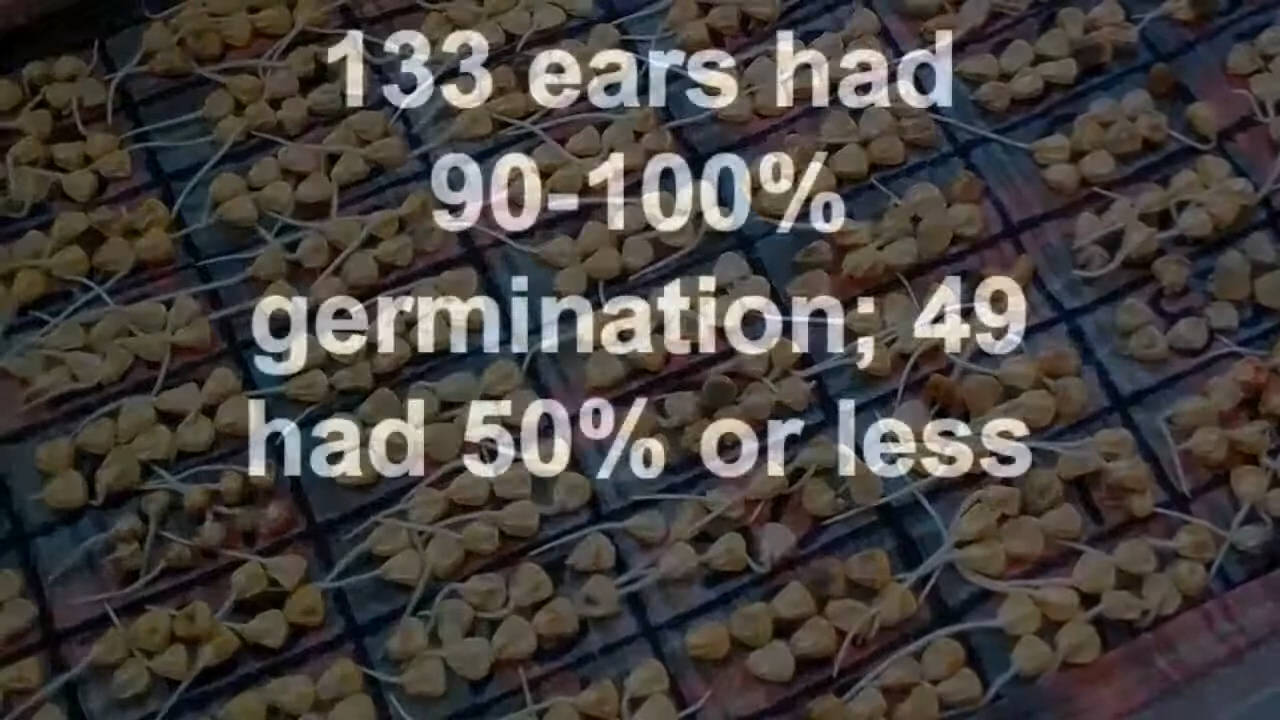 133 ears had
90-100%
germination; 49
had 50% or less